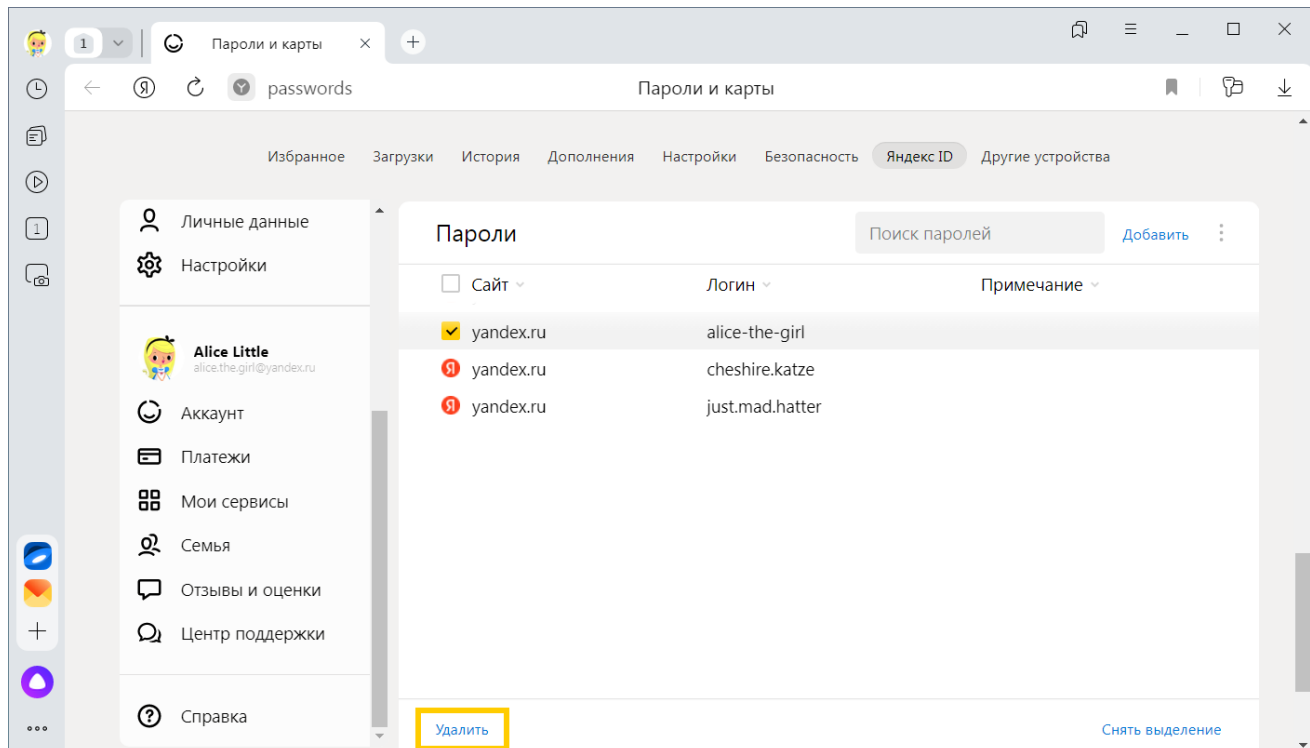 1 Пароли и карты
Я passwords Пароли и карты
Избранное Загрузки История Дополнения Настройки Безопасность Яндекс ID Другие устройства
1
Личные данные
Настройки
Alice Little
alice.the.girl@yandex.ru
Аккаунт
Платежи
Мои сервисы
Семья
Отзывы и оценки
Центр поддержки
Справка
Пароли Поиск паролей Добавить
Сайт Логин Примечание
yandex.ru alice-the-girl
Я yandex.ru cheshire.katze
Я yandex.ru just.mad.hatter
Удалить Снять выделение